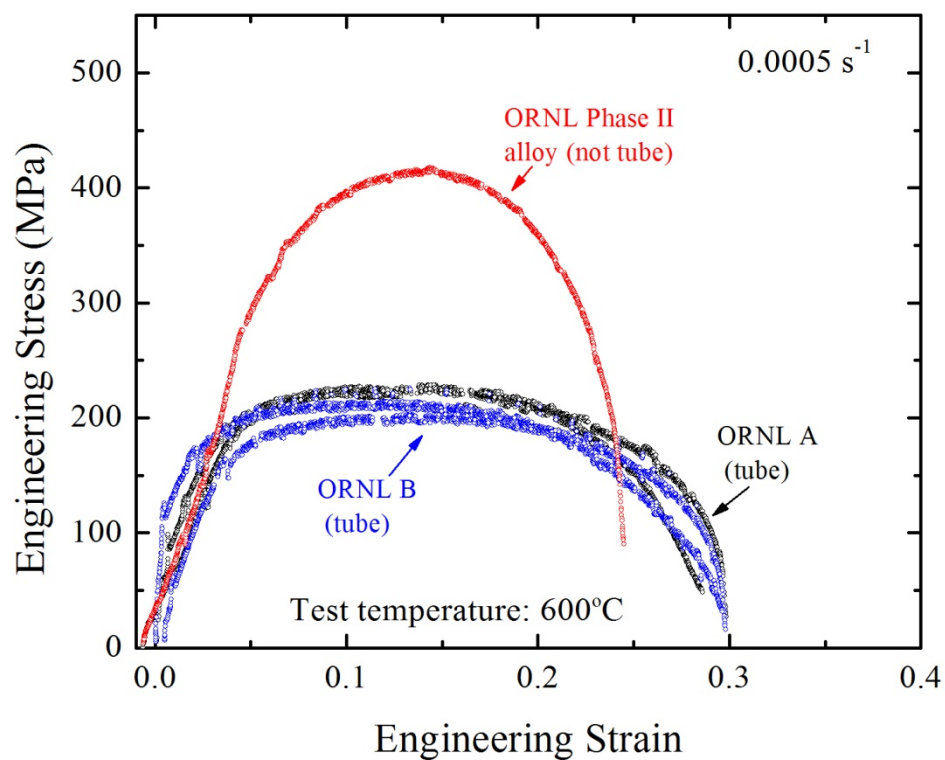 0.0005 s⁻¹
500
ORNL Phase II
alloy (not tube)
400
300
200
ORNL A
(tube)
ORNL B
(tube)
100
Test temperature: 600ºC
0
0.0 0.1 0.2 0.3 0.4
Engineering Strain
Engineering Stress (MPa)